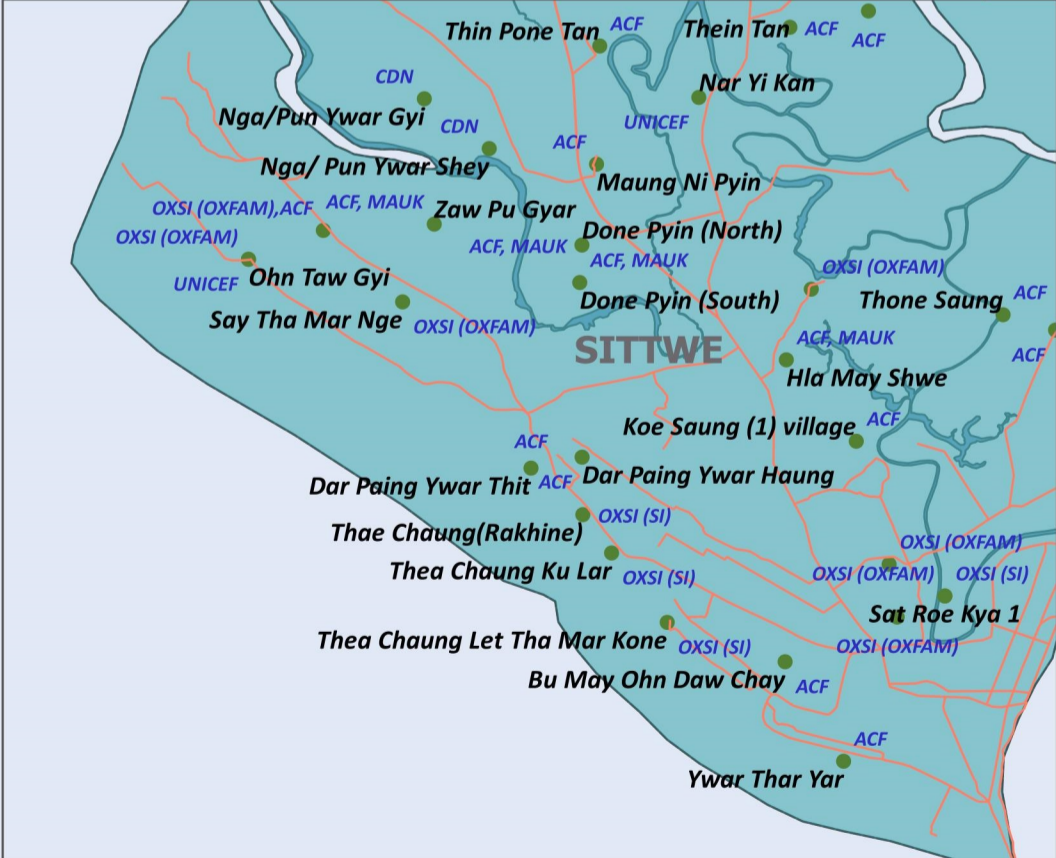 Thin Pone Tan
ACF
Thein Tan
ACF
ACF
CDN
Nar Yi Kan
Nga/Pun Ywar Gyi
CDN
UNICEF
Nga/ Pun Ywar Shey
ACF
Maung Ni Pyin
OXSI (OXFAM),ACF
ACF, MAUK
Zaw Pu Gyar
OXSI (OXFAM)
ACF, MAUK
Done Pyin (North)
ACF, MAUK
UNICEF
Ohn Taw Gyi
Done Pyin (South)
OXSI (OXFAM)
Thone Saung
ACF
Say Tha Mar Nge
OXSI (OXFAM)
SITTWE
ACF, MAUK
ACF
Hla May Shwe
Koe Saung (1) village
ACF
ACF
Dar Paing Ywar Thit
ACF
Dar Paing Ywar Haung
Thae Chaung(Rakhine)
OXSI (SI)
OXSI (OXFAM)
Thea Chaung Ku Lar
OXSI (SI)
OXSI (OXFAM)
OXSI (SI)
Sat Roe Kya 1
Thea Chaung Let Tha Mar Kone
OXSI (SI)
OXSI (OXFAM)
Bu May Ohn Daw Chay
ACF
ACF
Ywar Thar Yar